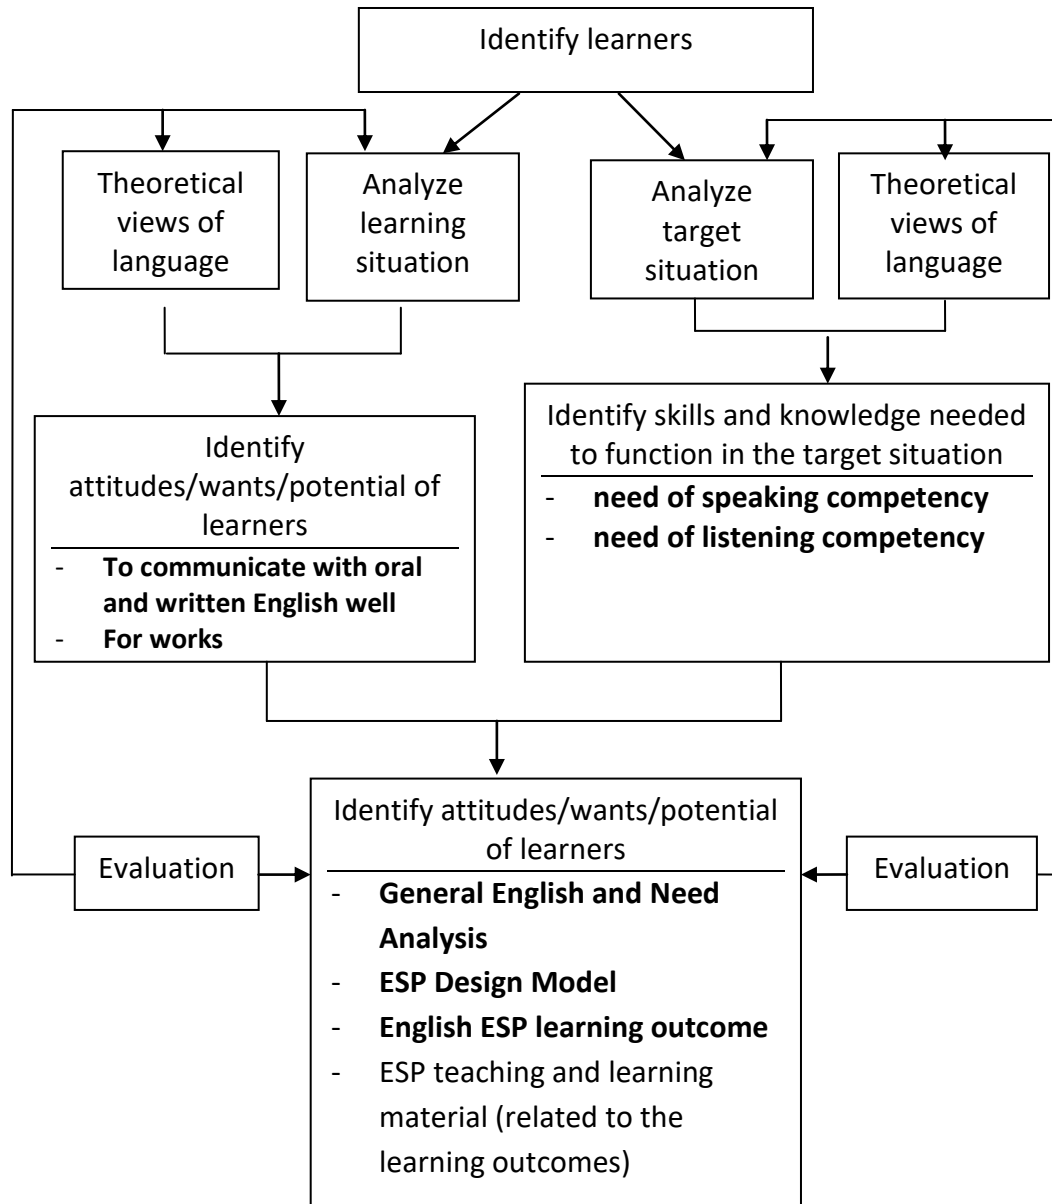 Identify learners
Theoretical
views of
language
Analyze
learning
situation
Analyze
target
situation
Theoretical
views of
language
Identify
attitudes/wants/potential of
learners
- To communicate with oral
and written English well
- For works
Identify skills and knowledge needed
to function in the target situation
- need of speaking competency
- need of listening competency
Evaluation
Identify attitudes/wants/potential
of learners
- General English and Need
Analysis
- ESP Design Model
- English ESP learning outcome
- ESP teaching and learning
material (related to the
learning outcomes)
Evaluation